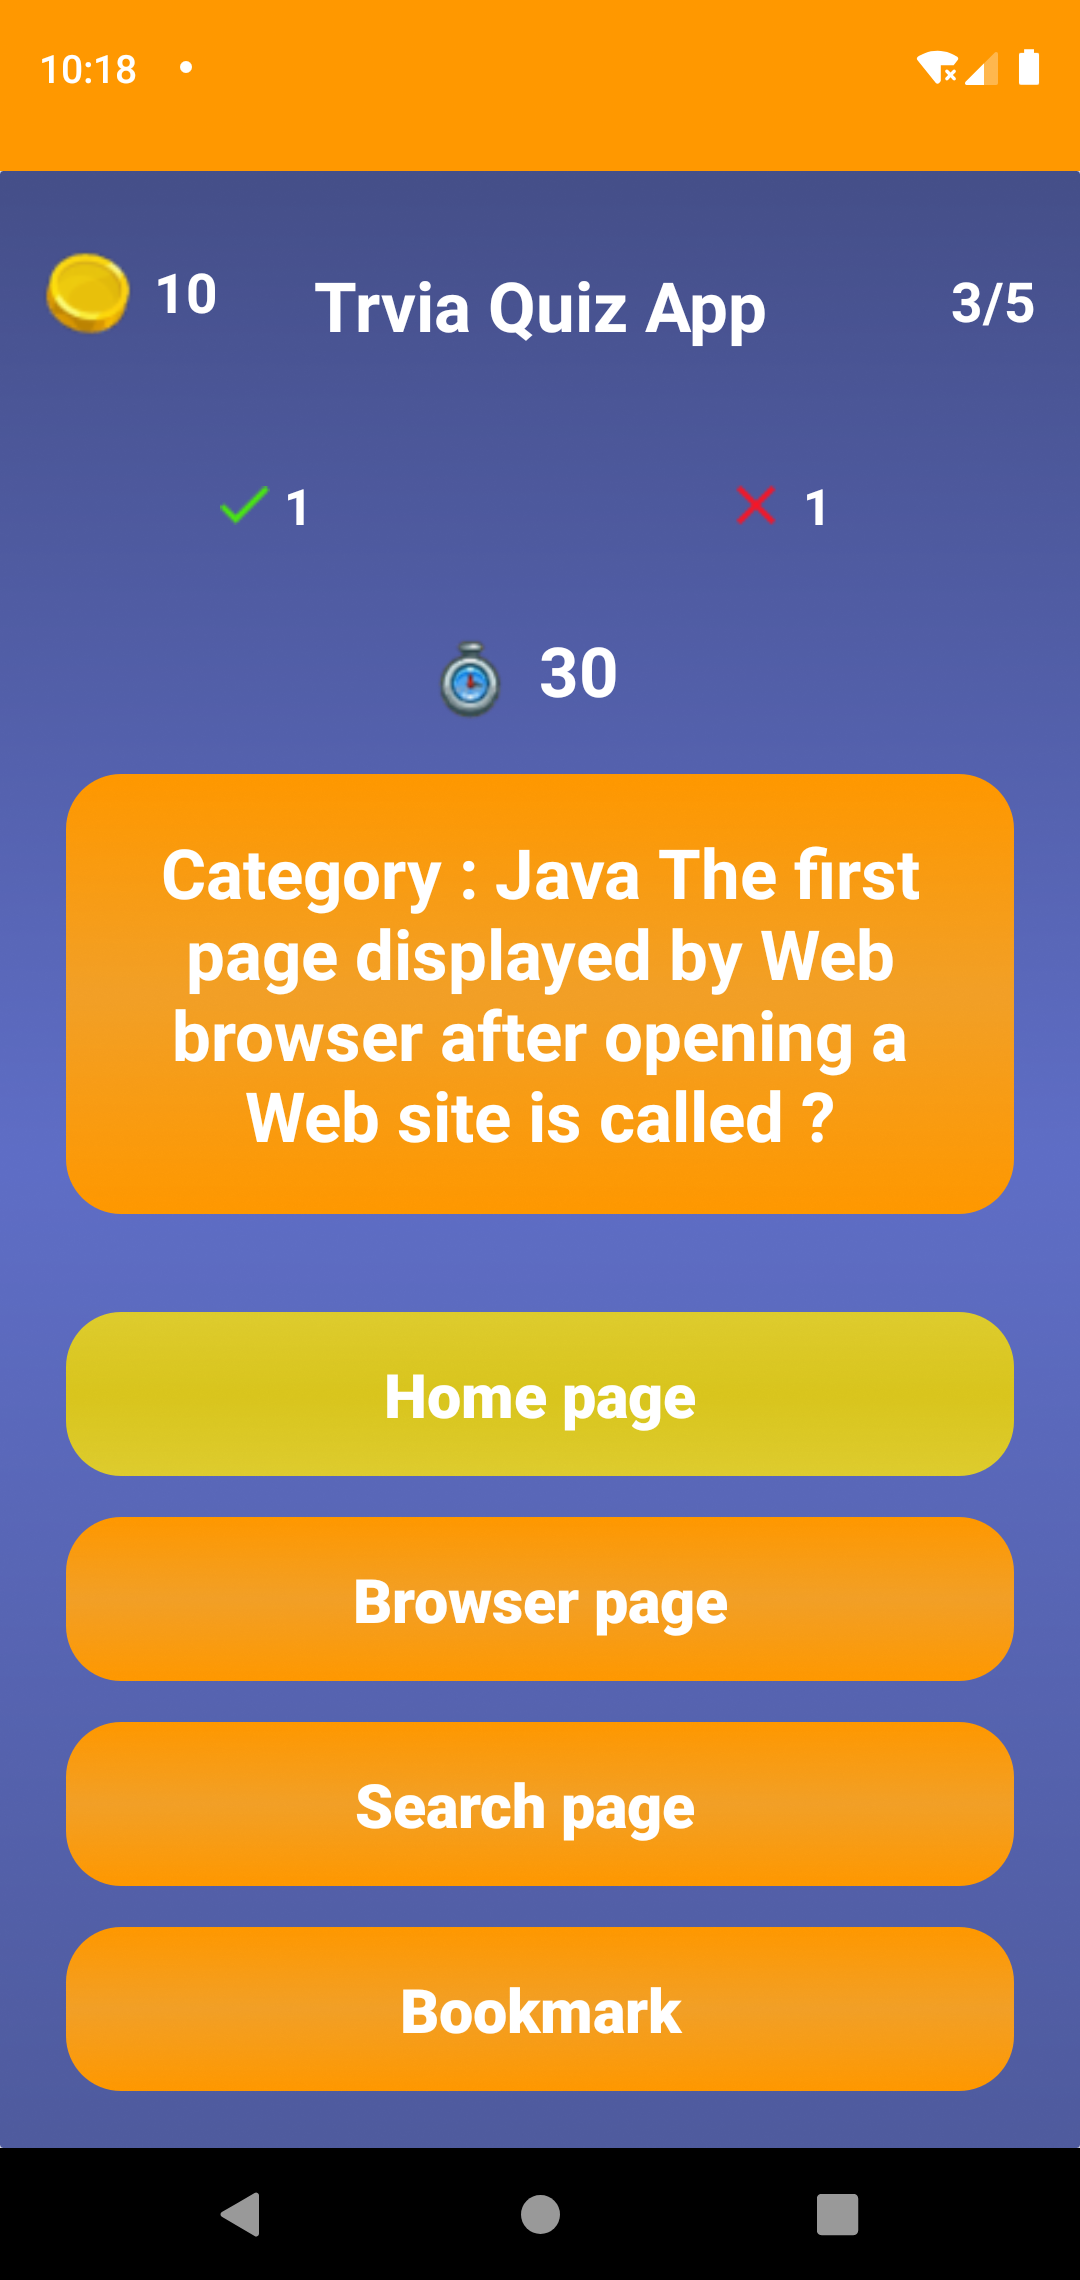 10:18
10
Trvia Quiz App
3/5
1
1
30
Category : Java The first
page displayed by Web
browser after opening a
Web site is called ?
Home page
Browser page
Search page
Bookmark